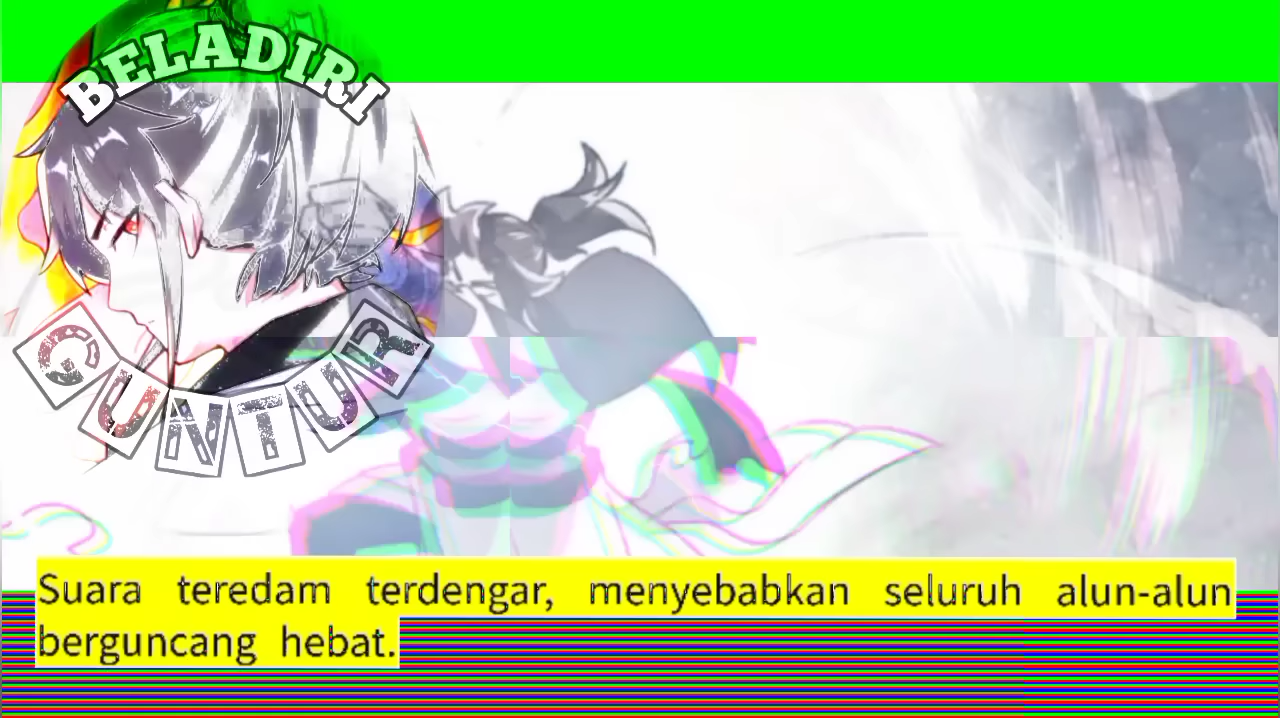 BELADIRI
GUNTUR
Suara teredam terdengar, menyebabkan seluruh alun-alun
berguncang hebat.